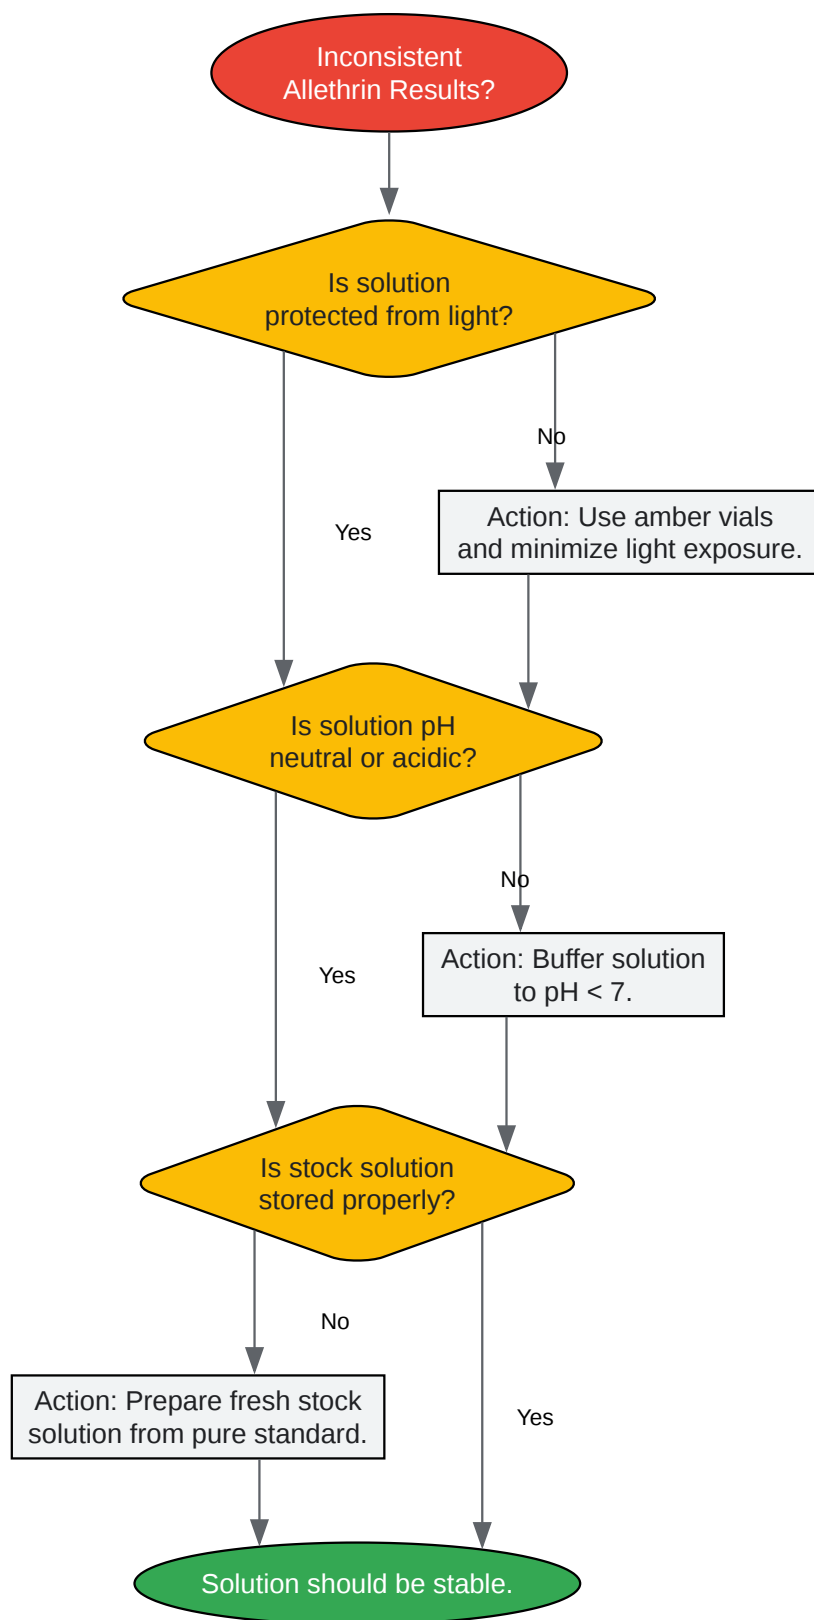 Inconsistent
Allethrin Results?
Is solution
protected from light?
No
Action: Use amber vials
and minimize light exposure.
Yes
Is solution pH
neutral or acidic?
No
Action: Buffer solution
to pH < 7.
Yes
Is stock solution
stored properly?
No
Action: Prepare fresh stock
solution from pure standard.
Yes
Solution should be stable.